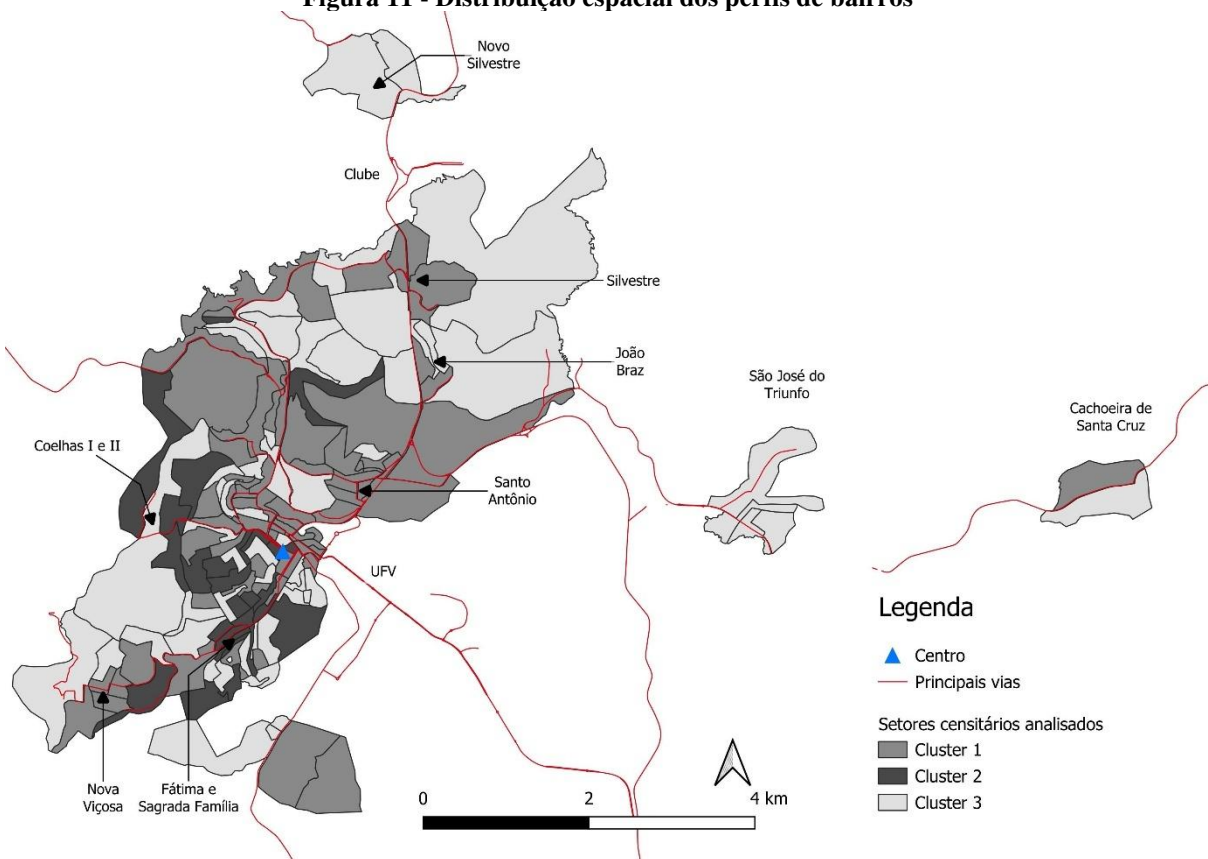 Figura 11 - Distribuição espacial dos perfis de bairros
Novo
Silvestre
Clube
Silvestre
João
Braz
São José do
Triunfo
Cachoeira de
Santa Cruz
Coelhas I e II
Santo
Antônio
UFV
Nova
Viçosa
Fátima e
Sagrada Família
0 2 4 km
Legenda
Centro
Principais vias
Setores censitários analisados
Cluster 1
Cluster 2
Cluster 3